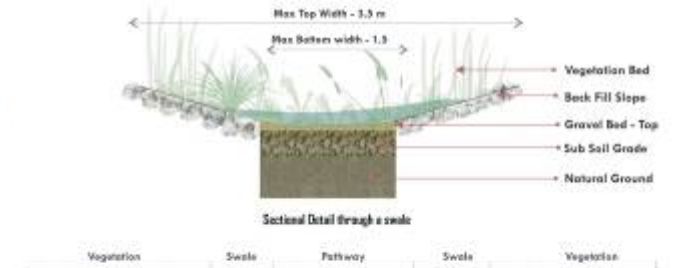 Max Top Width - 3.5 m
Max Bottom width - 1.5
Vegetation Bed
Back Fill Slope
Gravel Bed - Top
Sub Soil Grade
Natural Ground
Sectional Detail through a swale
Vegetation Swale Pathway Swale Vegetation